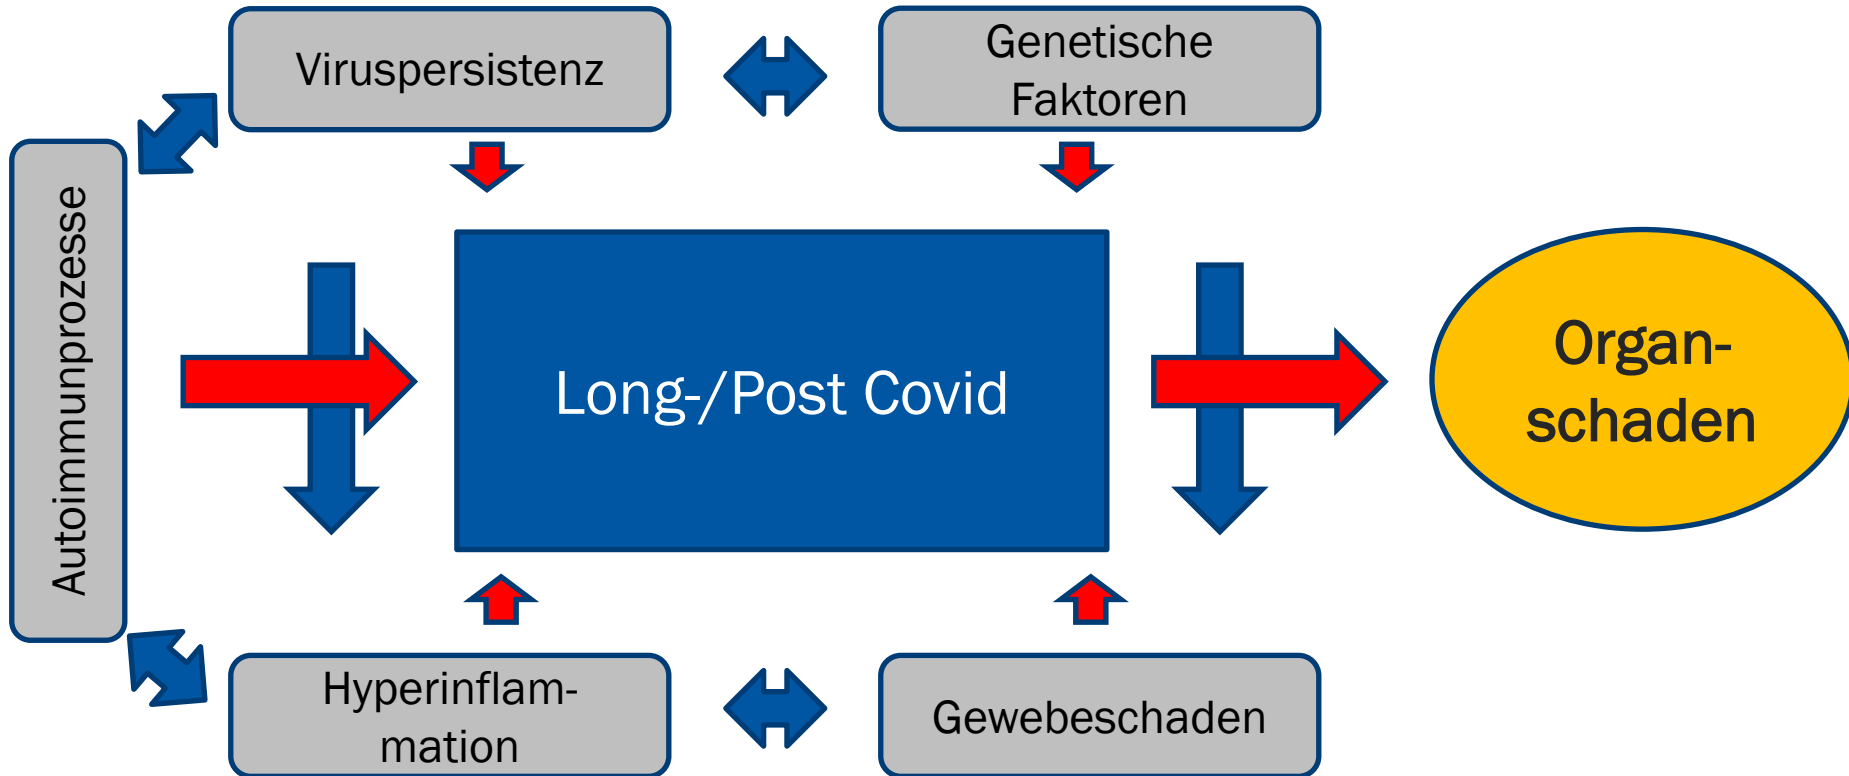 Viruspersistenz
Genetische
Faktoren
Autoimmunprozesse
Long-/Post Covid
Organ-
schaden
Hyperinflam-
mation
Gewebeschaden